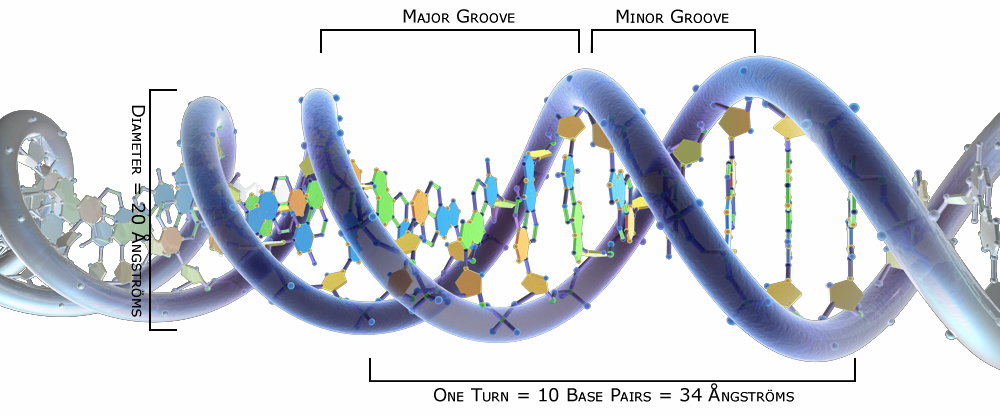 Major Groove
Minor Groove
Diameter = 20 Ångströms
One Turn = 10 Base Pairs = 34 Ångströms